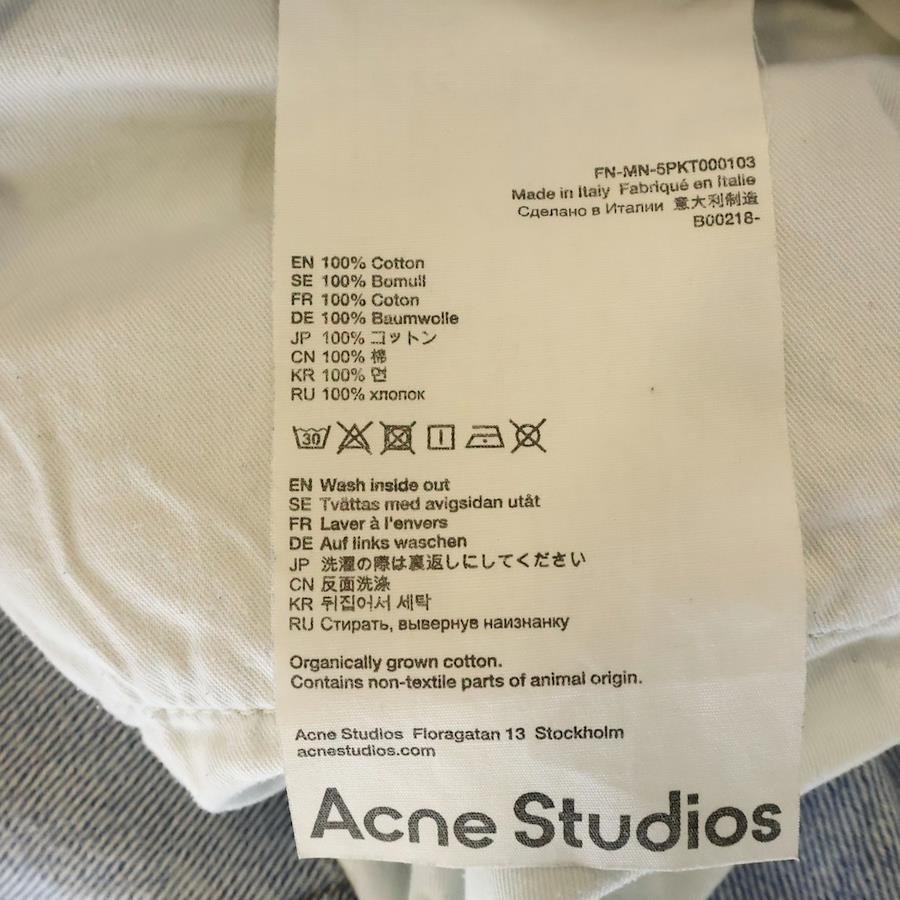 FN-MN-5PKT000103
Made in Italy Fabriqué en Italie
Сделано в Италии 意大利制造
B00218-
EN 100% Cotton
SE 100% Bomull
FR 100% Coton
DE 100% Baumwolle
JP 100% コットン
CN 100% 棉
KR 100% 면
RU 100% хлопок
30
EN Wash inside out
SE Tvättas med avigsidan utåt
FR Laver à l'envers
DE Auf links waschen
JP 洗濯の際は裏返しにしてください
CN 反面洗涤
KR 뒤집어서 세탁
RU Стирать, вывернув наизнанку
Organically grown cotton.
Contains non-textile parts of animal origin.
Acne Studios Floragatan 13 Stockholm
acnestudios.com
Acne Studios